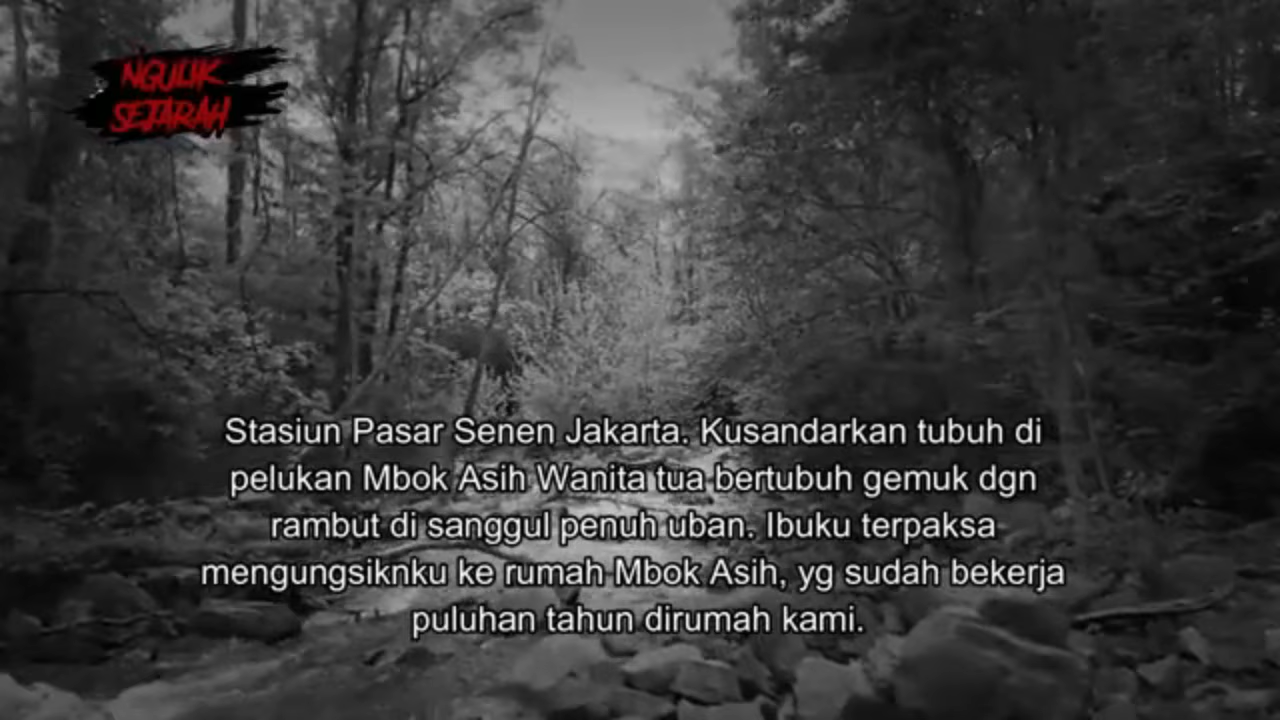 NGULIK
SEJARAH
Stasiun Pasar Senen Jakarta. Kusandarkan tubuh di
pelukan Mbok Asih Wanita tua bertubuh gemuk dgn
rambut di sanggul penuh uban. Ibuku terpaksa
mengungsiknku ke rumah Mbok Asih, yg sudah bekerja
puluhan tahun dirumah kami.